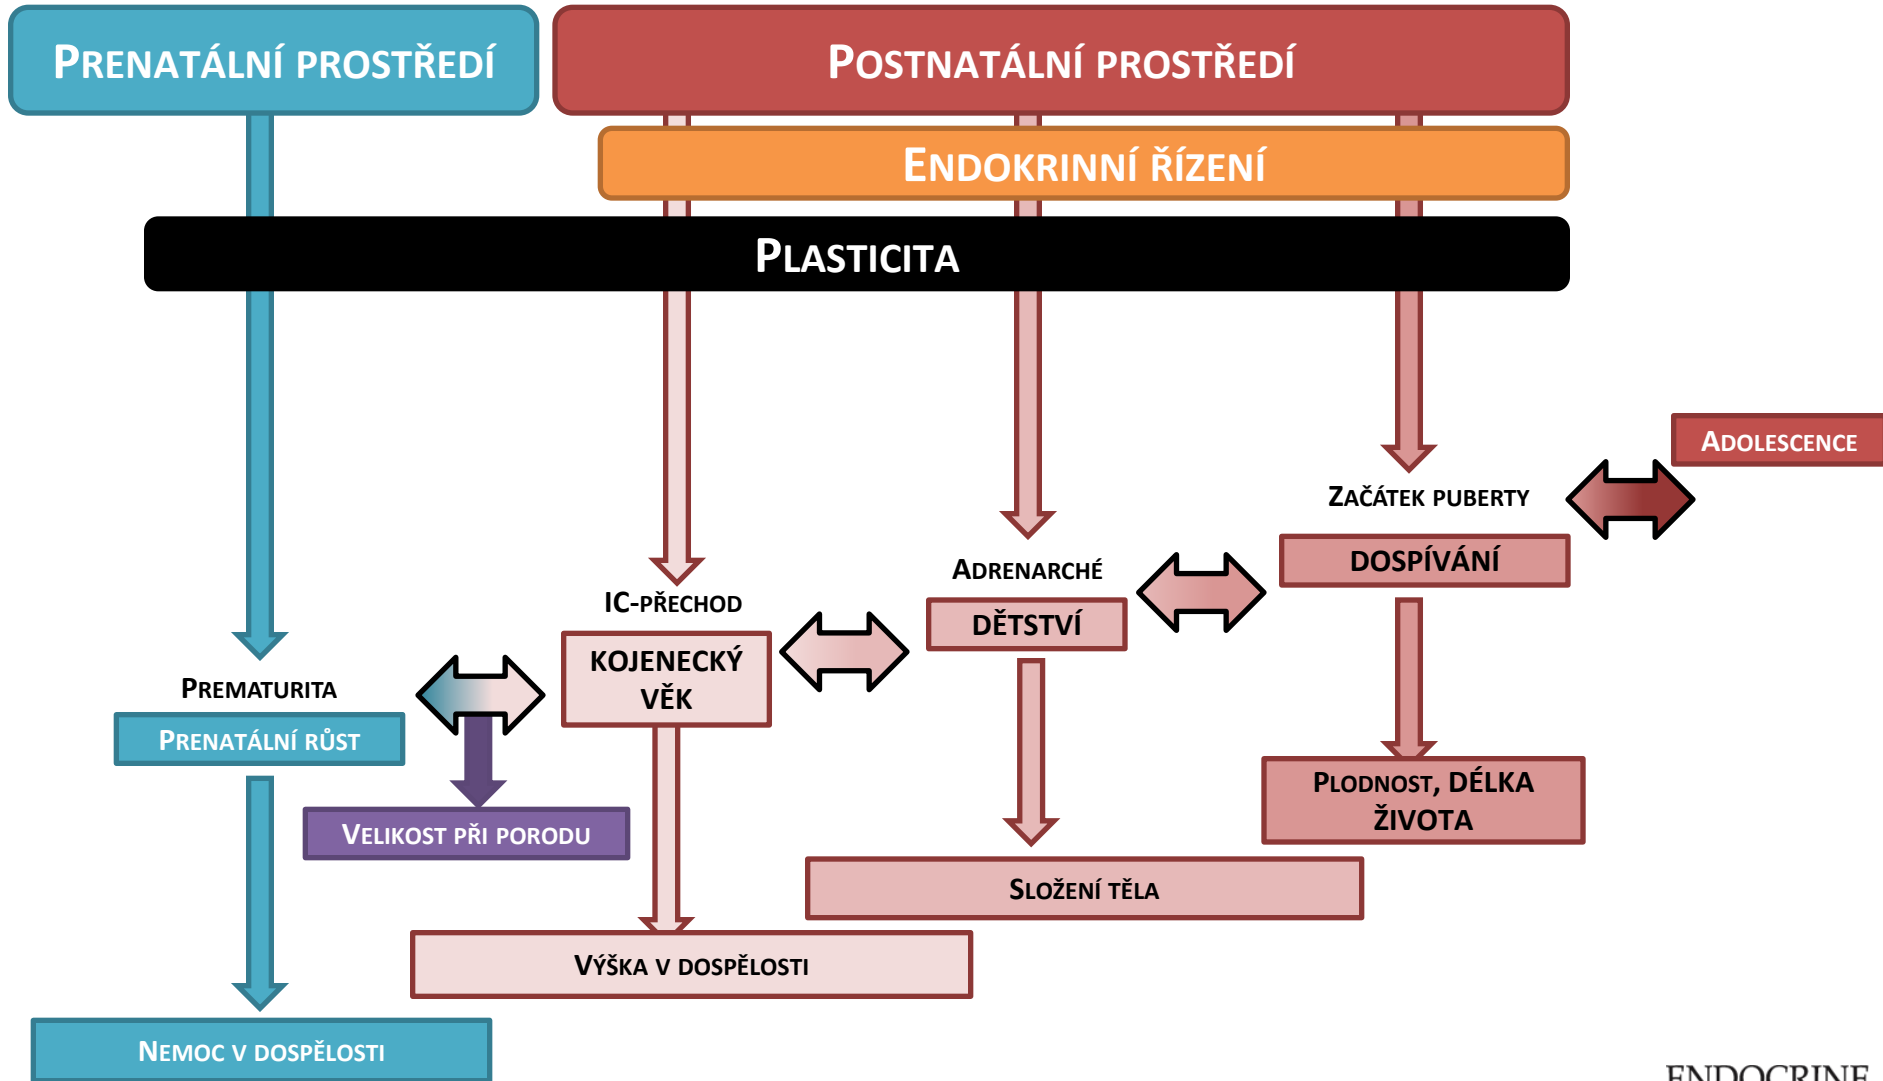 PRENATÁLNÍ PROSTŘEDÍ
POSTNATÁLNÍ PROSTŘEDÍ
ENDOKRINNÍ ŘÍZENÍ
PLASTICITA
ADOLESCENCE
ZAČÁTEK PUBERTY
DOSPÍVÁNÍ
ADRENARCHÉ
DĚTSTVÍ
IC-PŘECHOD
KOJENECKÝ
VĚK
PREMATURITA
PRENATÁLNÍ RŮST
VELIKOST PŘI PORODU
PLODNOST, DÉLKA
ŽIVOTA
SLOŽENÍ TĚLA
VÝŠKA V DOSPĚLOSTI
NEMOC V DOSPĚLOSTI
ENDOCRINE